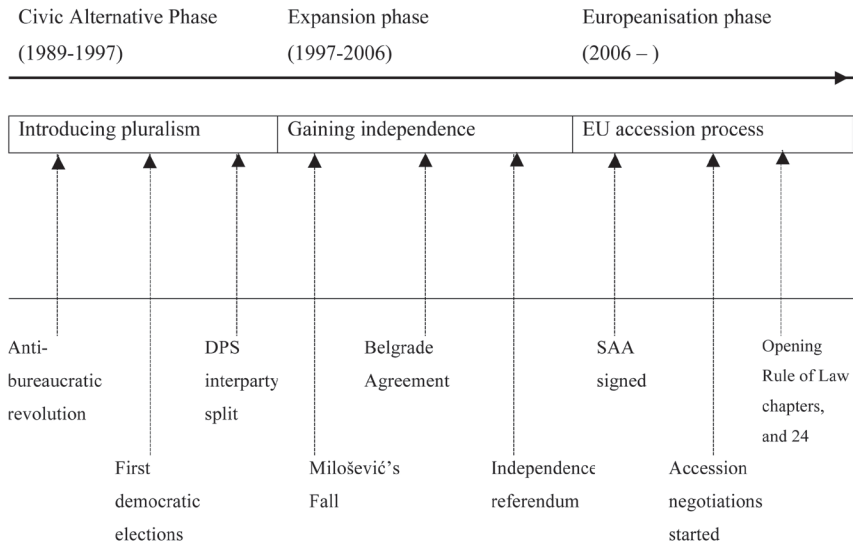 Civic Alternative Phase
(1989-1997)
Expansion phase
(1997-2006)
Europeanisation phase
(2006 – )
Introducing pluralism
Gaining independence
EU accession process
Anti-
bureaucratic
revolution
First
democratic
elections
DPS
interparty
split
Milošević’s
Fall
Belgrade
Agreement
Independence
referendum
SAA
signed
Accession
negotiations
started
Opening
Rule of Law
chapters,
and 24